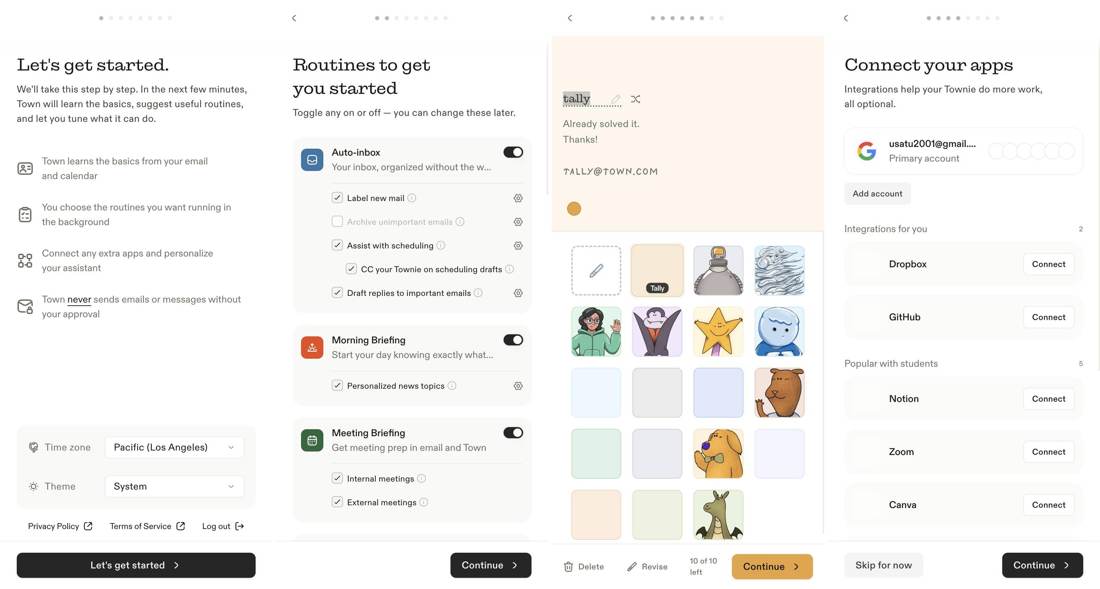 Let's get started.
We'll take this step by step. In the next few minutes,
Town will learn the basics, suggest useful routines,
and let you tune what it can do.
Town learns the basics from your email
and calendar
You choose the routines you want running in
the background
Connect any extra apps and personalize
your assistant
Town never sends emails or messages without
your approval
Time zone
Pacific (Los Angeles)
Theme
System
Privacy Policy
Terms of Service
Log out
Let's get started
Routines to get
you started
Toggle any on or off — you can change these later.
Auto-inbox
Your inbox, organized without the w...
Label new mail
Archive unimportant emails
Assist with scheduling
CC your Townie on scheduling drafts
Draft replies to important emails
Morning Briefing
Start your day knowing exactly what...
Personalized news topics
Meeting Briefing
Get meeting prep in email and Town
Internal meetings
External meetings
Continue
tally
Already solved it.
Thanks!
TALLY@TOWN.COM
Tally
Delete
Revise
10 of 10
left
Continue
Connect your apps
Integrations help your Townie do more work,
all optional.
usatu2001@gmail....
Primary account
Add account
Integrations for you
2
Dropbox
Connect
GitHub
Connect
Popular with students
5
Notion
Connect
Zoom
Connect
Canva
Connect
Skip for now
Continue